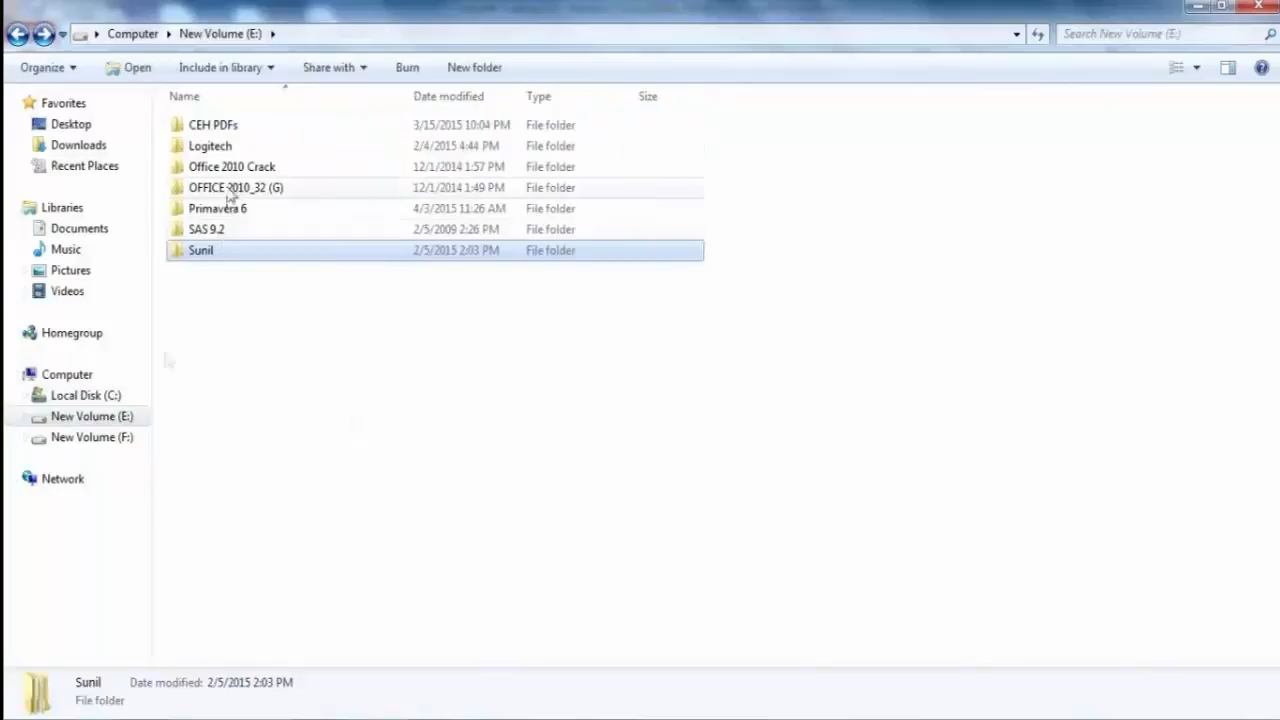 Computer New Volume (E:) Search New Volume (E:)
Organize Open Include in library Share with Burn New folder
Name Date modified Type Size
Favorites
Desktop
Downloads
Recent Places
Libraries
Documents
Music
Pictures
Videos
Homegroup
Computer
Local Disk (C:)
New Volume (E:)
New Volume (F:)
Network
CEH PDFs 3/15/2015 10:04 PM File folder
Logitech 2/4/2015 4:44 PM File folder
Office 2010 Crack 12/1/2014 1:57 PM File folder
OFFICE 2010_32 (G) 12/1/2014 1:49 PM File folder
Primavera 6 4/3/2015 11:26 AM File folder
SAS 9.2 2/5/2009 2:26 PM File folder
Sunil 2/5/2015 2:03 PM File folder
Sunil Date modified: 2/5/2015 2:03 PM
File folder